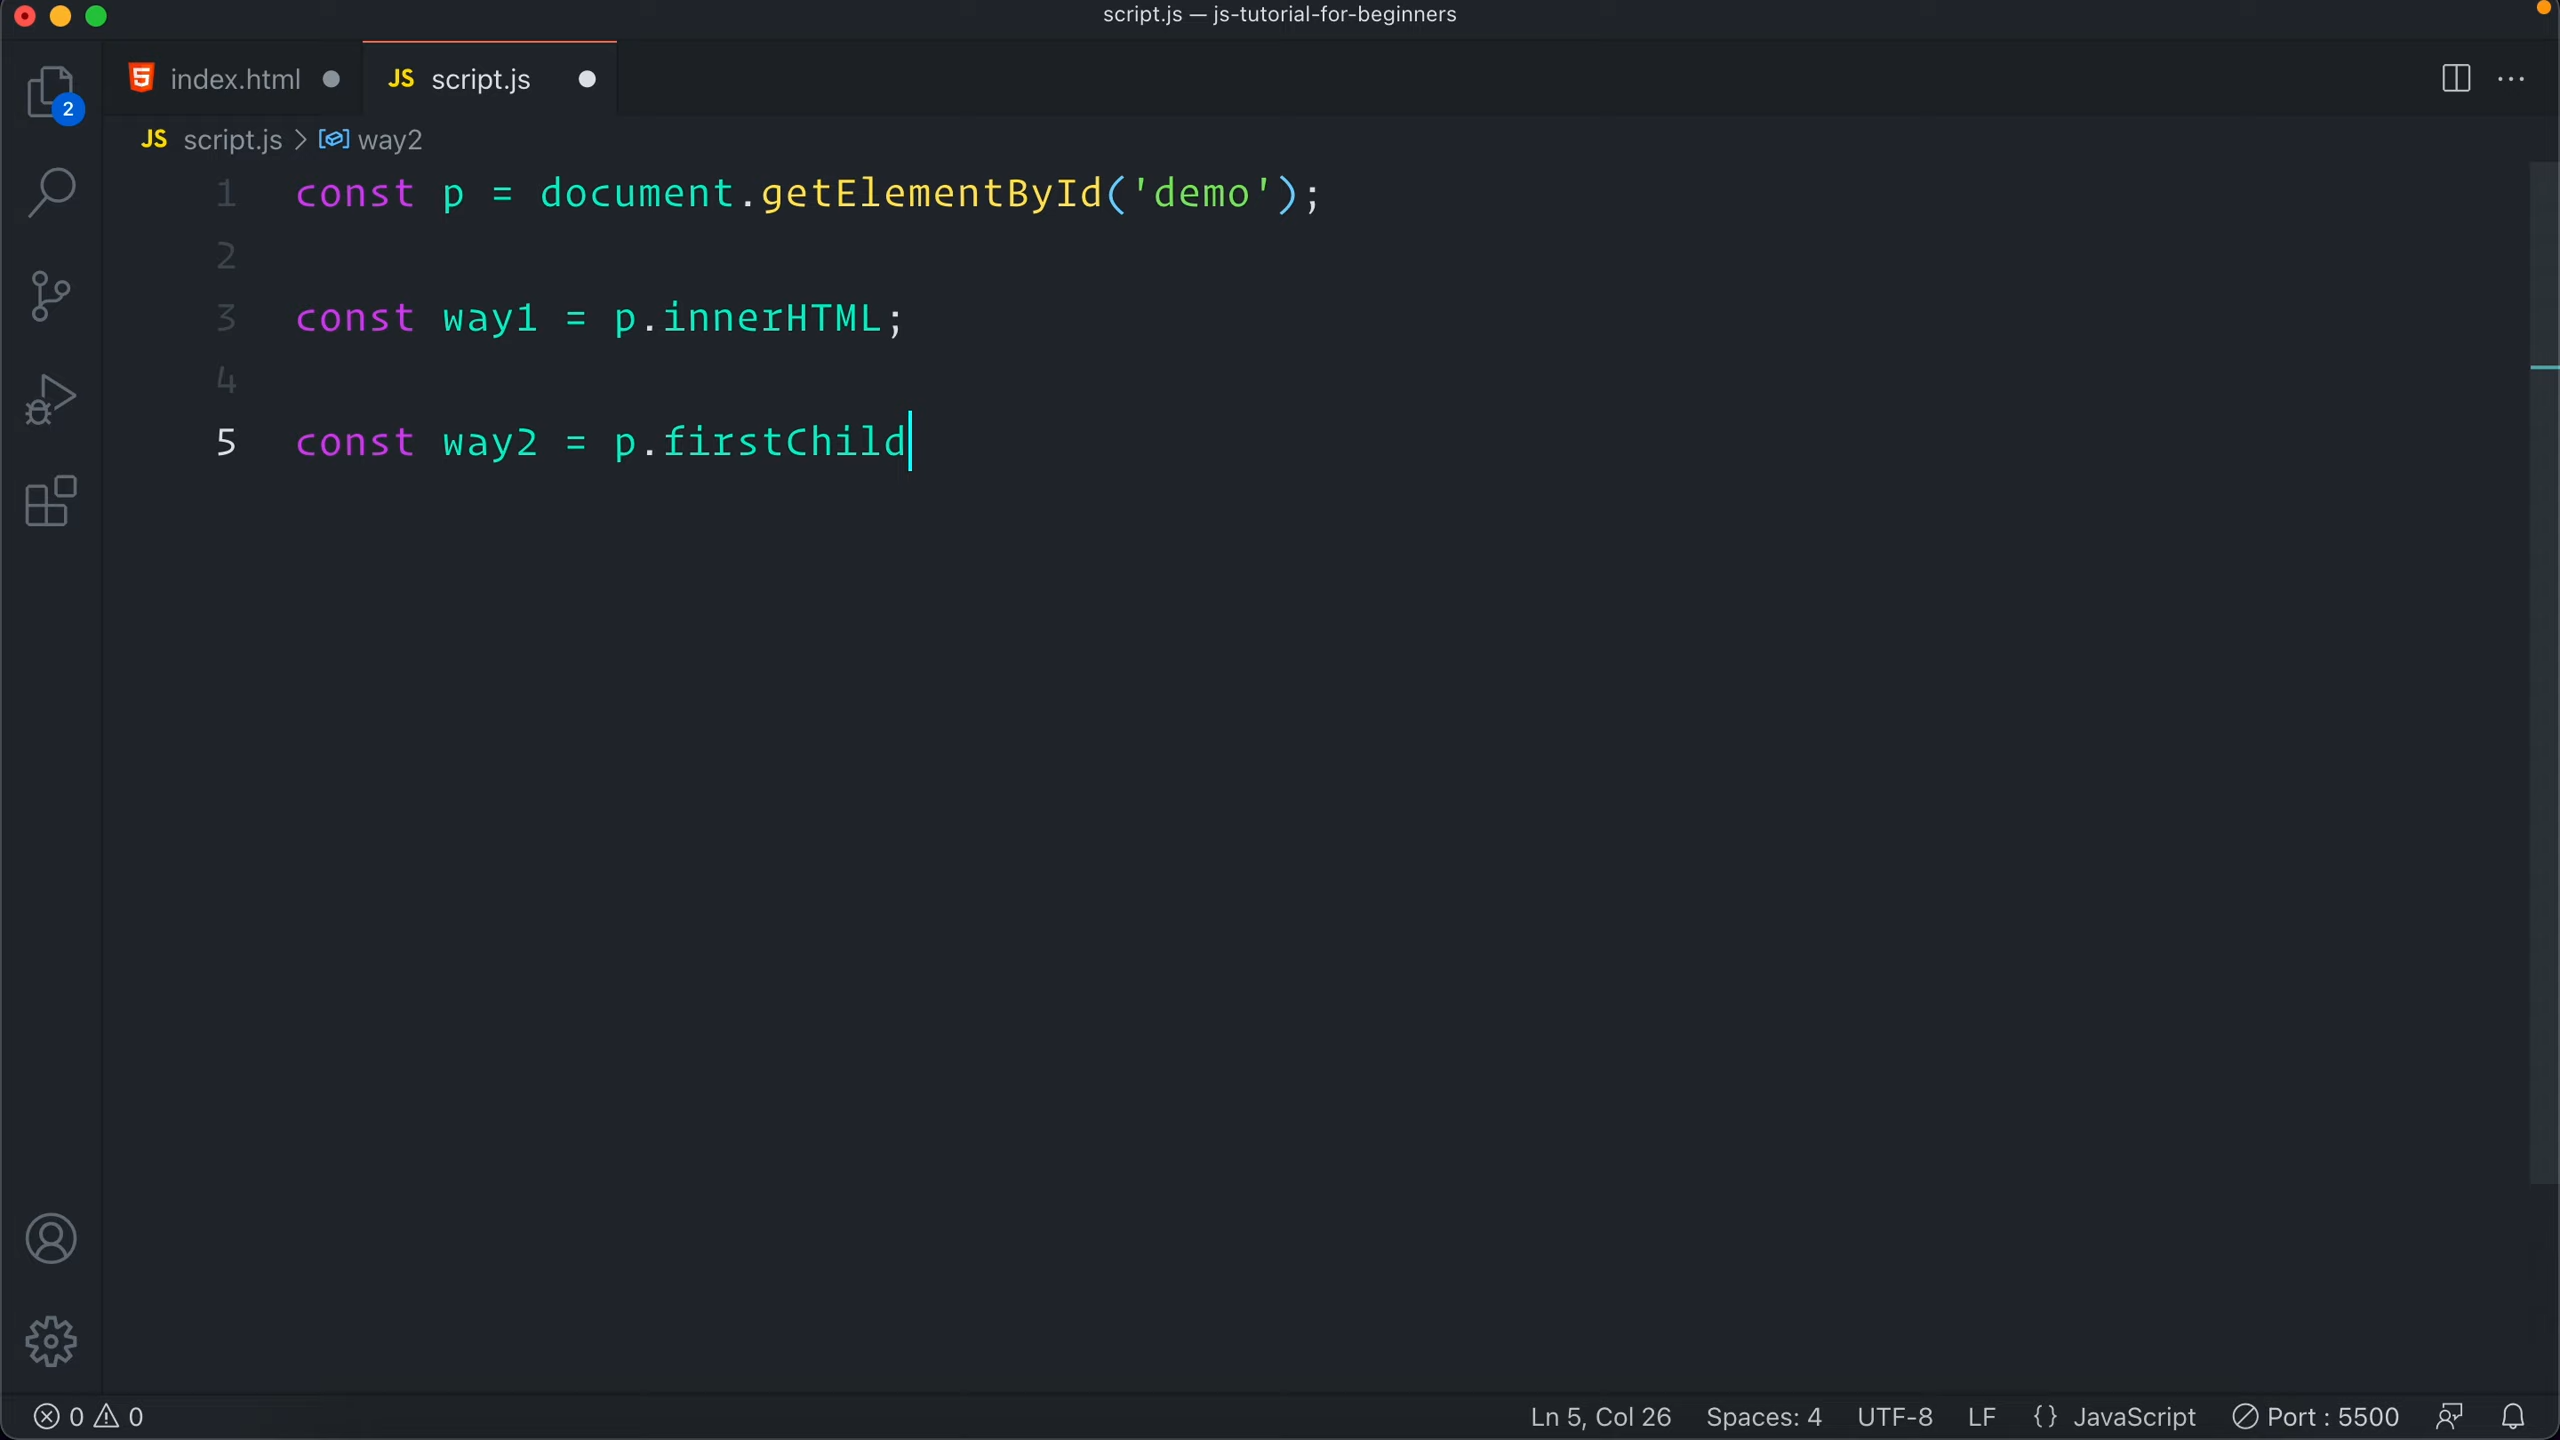 script.js — js-tutorial-for-beginners
index.html
JS script.js
2
JS script.js > way2
1 const p = document.getElementById('demo');
2
3 const way1 = p.innerHTML;
4
5 const way2 = p.firstChild
0 0
Ln 5, Col 26 Spaces: 4 UTF-8 LF {} JavaScript Port : 5500